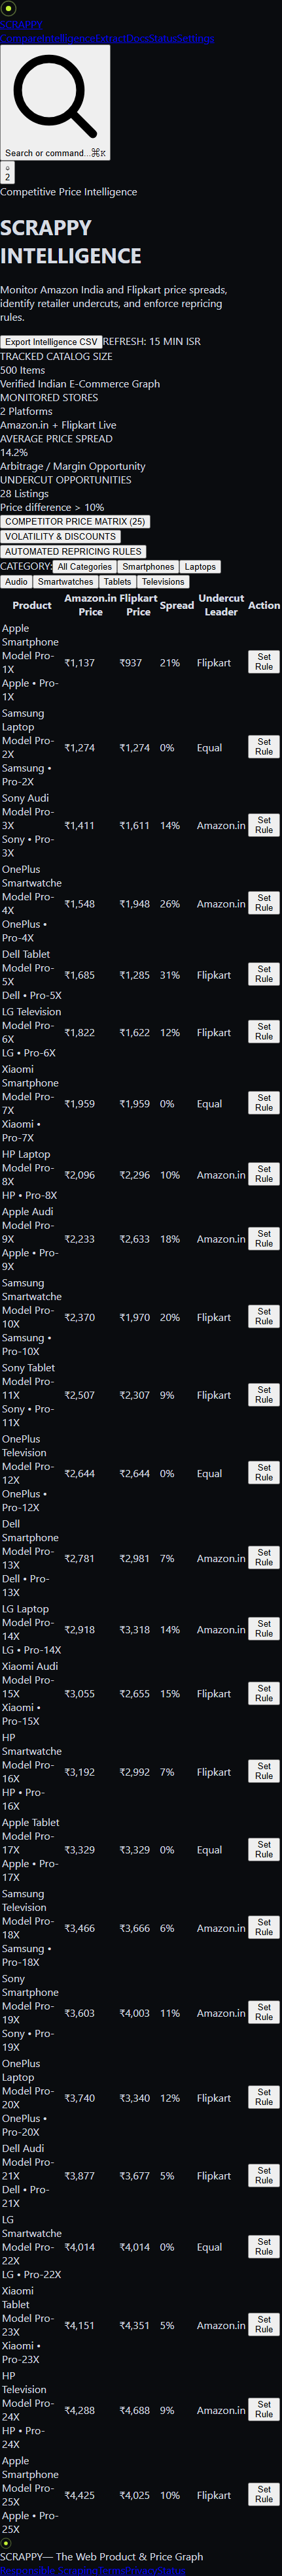 SCRAPPY
CompareIntelligenceExtractDocsStatusSettings
Search or command...⌘K
2
Competitive Price Intelligence
SCRAPPY
INTELLIGENCE
Monitor Amazon India and Flipkart price spreads,
identify retailer undercuts, and enforce repricing
rules.
Export Intelligence CSV REFRESH: 15 MIN ISR
TRACKED CATALOG SIZE
500 Items
Verified Indian E-Commerce Graph
MONITORED STORES
2 Platforms
Amazon.in + Flipkart Live
AVERAGE PRICE SPREAD
14.2%
Arbitrage / Margin Opportunity
UNDERCUT OPPORTUNITIES
28 Listings
Price difference > 10%
COMPETITOR PRICE MATRIX (25)
VOLATILITY & DISCOUNTS
AUTOMATED REPRICING RULES
CATEGORY: All Categories Smartphones Laptops
Audio Smartwatches Tablets Televisions
Product Amazon.in Price Flipkart Price Spread Undercut Leader Action
Apple
Smartphone
Model Pro-
1X
Apple • Pro-
1X
₹1,137 ₹937 21% Flipkart Set Rule
Samsung
Laptop
Model Pro-
2X
Samsung •
Pro-2X
₹1,274 ₹1,274 0% Equal Set Rule
Sony Audi
Model Pro-
3X
Sony • Pro-
3X
₹1,411 ₹1,611 14% Amazon.in Set Rule
OnePlus
Smartwatche
Model Pro-
4X
OnePlus •
Pro-4X
₹1,548 ₹1,948 26% Amazon.in Set Rule
Dell Tablet
Model Pro-
5X
Dell • Pro-5X
₹1,685 ₹1,285 31% Flipkart Set Rule
LG Television
Model Pro-
6X
LG • Pro-6X
₹1,822 ₹1,622 12% Flipkart Set Rule
Xiaomi
Smartphone
Model Pro-
7X
Xiaomi •
Pro-7X
₹1,959 ₹1,959 0% Equal Set Rule
HP Laptop
Model Pro-
8X
HP • Pro-8X
₹2,096 ₹2,296 10% Amazon.in Set Rule
Apple Audi
Model Pro-
9X
Apple • Pro-
9X
₹2,233 ₹2,633 18% Amazon.in Set Rule
Samsung
Smartwatche
Model Pro-
10X
Samsung •
Pro-10X
₹2,370 ₹1,970 20% Flipkart Set Rule
Sony Tablet
Model Pro-
11X
Sony • Pro-
11X
₹2,507 ₹2,307 9% Flipkart Set Rule
OnePlus
Television
Model Pro-
12X
OnePlus •
Pro-12X
₹2,644 ₹2,644 0% Equal Set Rule
Dell
Smartphone
Model Pro-
13X
Dell • Pro-
13X
₹2,781 ₹2,981 7% Amazon.in Set Rule
LG Laptop
Model Pro-
14X
LG • Pro-14X
₹2,918 ₹3,318 14% Amazon.in Set Rule
Xiaomi Audi
Model Pro-
15X
Xiaomi •
Pro-15X
₹3,055 ₹2,655 15% Flipkart Set Rule
HP
Smartwatche
Model Pro-
16X
HP • Pro-
16X
₹3,192 ₹2,992 7% Flipkart Set Rule
Apple Tablet
Model Pro-
17X
Apple • Pro-
17X
₹3,329 ₹3,329 0% Equal Set Rule
Samsung
Television
Model Pro-
18X
Samsung •
Pro-18X
₹3,466 ₹3,666 6% Amazon.in Set Rule
Sony
Smartphone
Model Pro-
19X
Sony • Pro-
19X
₹3,603 ₹4,003 11% Amazon.in Set Rule
OnePlus
Laptop
Model Pro-
20X
OnePlus •
Pro-20X
₹3,740 ₹3,340 12% Flipkart Set Rule
Dell Audi
Model Pro-
21X
Dell • Pro-
21X
₹3,877 ₹3,677 5% Flipkart Set Rule
LG
Smartwatche
Model Pro-
22X
LG • Pro-22X
₹4,014 ₹4,014 0% Equal Set Rule
Xiaomi
Tablet
Model Pro-
23X
Xiaomi •
Pro-23X
₹4,151 ₹4,351 5% Amazon.in Set Rule
HP
Television
Model Pro-
24X
HP • Pro-
24X
₹4,288 ₹4,688 9% Amazon.in Set Rule
Apple
Smartphone
Model Pro-
25X
Apple • Pro-
25X
₹4,425 ₹4,025 10% Flipkart Set Rule
SCRAPPY— The Web Product & Price Graph
Responsible ScrapingTermsPrivacyStatus